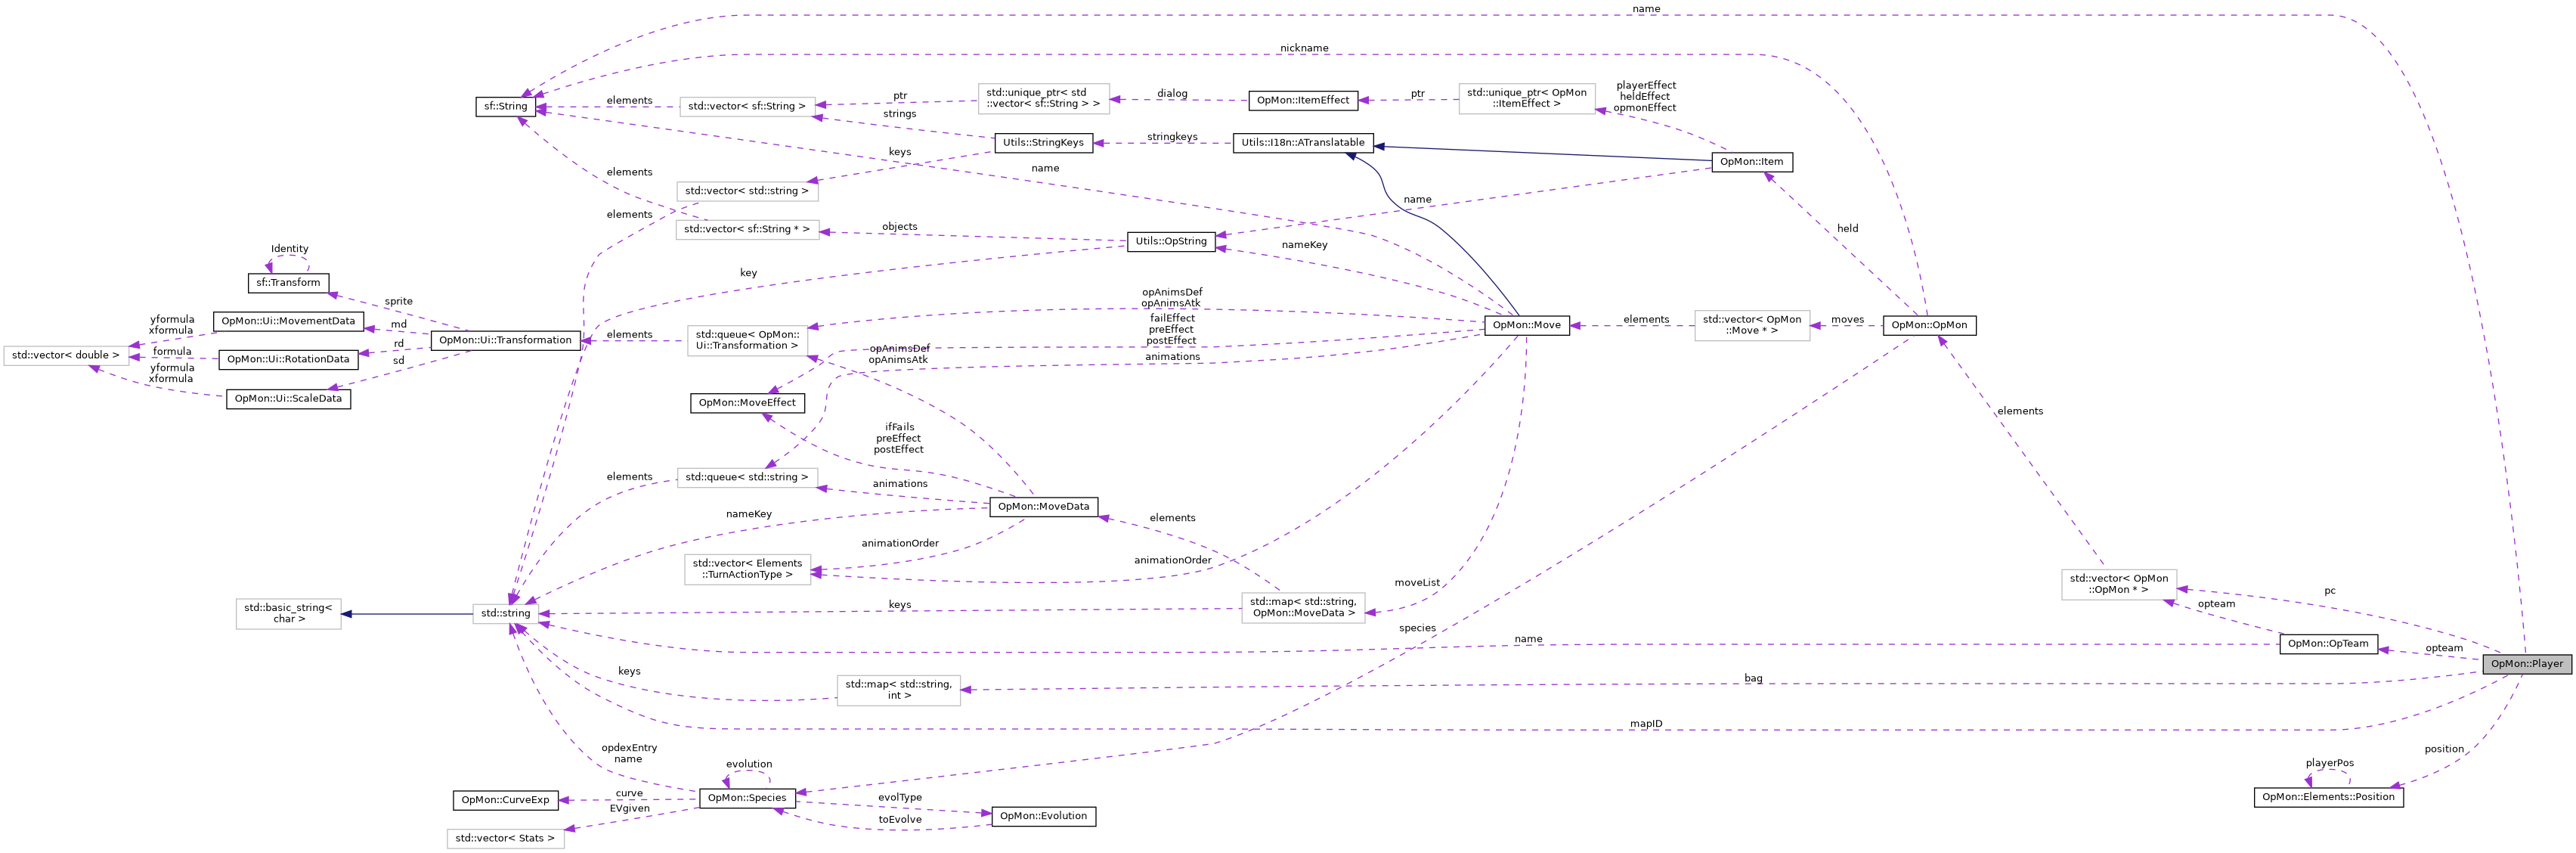 name
nickname
playerEffect
heldEffect
opmonEffect
std::unique_ptr< std
::vector< sf::String > >
dialog
OpMon::ItemEffect
ptr
std::unique_ptr< OpMon
::ItemEffect >
sf::String
elements
std::vector< sf::String >
ptr
strings
Utils::StringKeys
stringkeys
Utils::I18n::ATranslatable
keys
name
OpMon::Item
elements
std::vector< std::string >
name
elements
std::vector< sf::String * >
objects
Utils::OpString
nameKey
held
Identity
sf::Transform
key
sprite
opAnimsDef
opAnimsAtk
yformula
xformula
OpMon::Ui::MovementData
md
failEffect
preEffect
postEffect
OpMon::Move
elements
std::vector< OpMon
::Move * >
moves
OpMon::OpMon
OpMon::Ui::Transformation
elements
std::queue< OpMon::
Ui::Transformation >
std::vector< double >
formula
OpMon::Ui::RotationData
rd
sd
opAnimsDef
opAnimsAtk
animations
yformula
xformula
OpMon::Ui::ScaleData
OpMon::MoveEffect
elements
ifFails
preEffect
postEffect
elements
std::queue< std::string >
animations
OpMon::MoveData
nameKey
elements
animationOrder
std::vector< Elements
::TurnActionType >
animationOrder
moveList
std::vector< OpMon
::OpMon * >
pc
opteam
std::basic_string<
char >
std::string
keys
std::map< std::string,
OpMon::MoveData >
species
name
OpMon::OpTeam
opteam
OpMon::Player
keys
std::map< std::string,
int >
bag
mapID
opdexEntry
name
evolution
position
playerPos
OpMon::CurveExp
curve
OpMon::Species
evolType
OpMon::Elements::Position
EVgiven
toEvolve
OpMon::Evolution
std::vector< Stats >